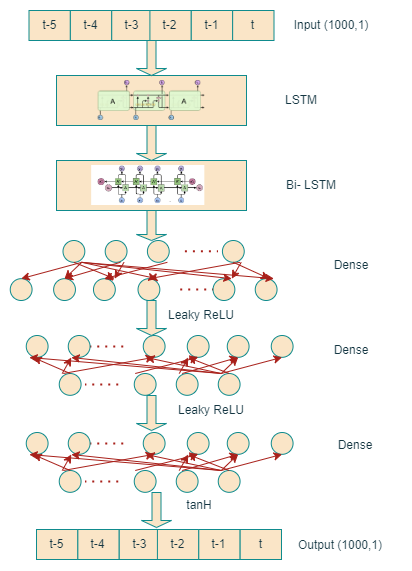 t-5 t-4 t-3 t-2 t-1 t Input (1000,1)
A A LSTM
Bi- LSTM
Dense
Leaky ReLU
Dense
Leaky ReLU
Dense
tanH
t-5 t-4 t-3 t-2 t-1 t Output (1000,1)